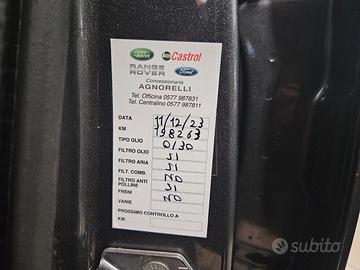 LAND ROVER
Castrol
RANGE ROVER
Ford
Concessionaria
AGNORELLI
Tel. Officina 0577 987831
Tel. Centralino 0577 987811
DATA 11/12/23
KM 198263
TIPO OLIO 0/30
FILTRO OLIO SI
FILTRO ARIA SI
FILT. COMB. NO
FILTRO ANTI POLLINE SI
FRENI
VARIE NO
PROSSIMO CONTROLLO A
KM.
subito